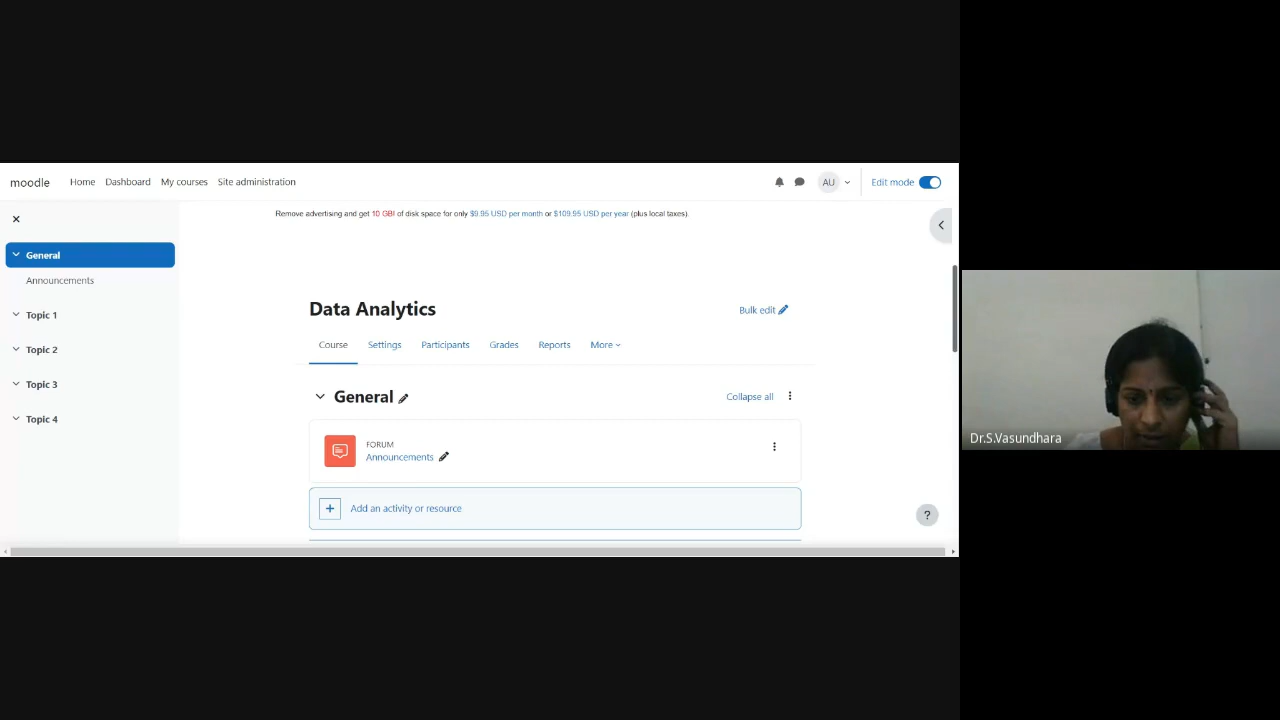 moodle Home Dashboard My courses Site administration AU Edit mode
Remove advertising and get 10 GB! of disk space for only $9.95 USD per month or $109.95 USD per year (plus local taxes).
General
Announcements
Topic 1
Topic 2
Topic 3
Topic 4
Data Analytics Bulk edit
Course Settings Participants Grades Reports More
General Collapse all
FORUM
Announcements
+ Add an activity or resource
?
Dr.S.Vasundhara